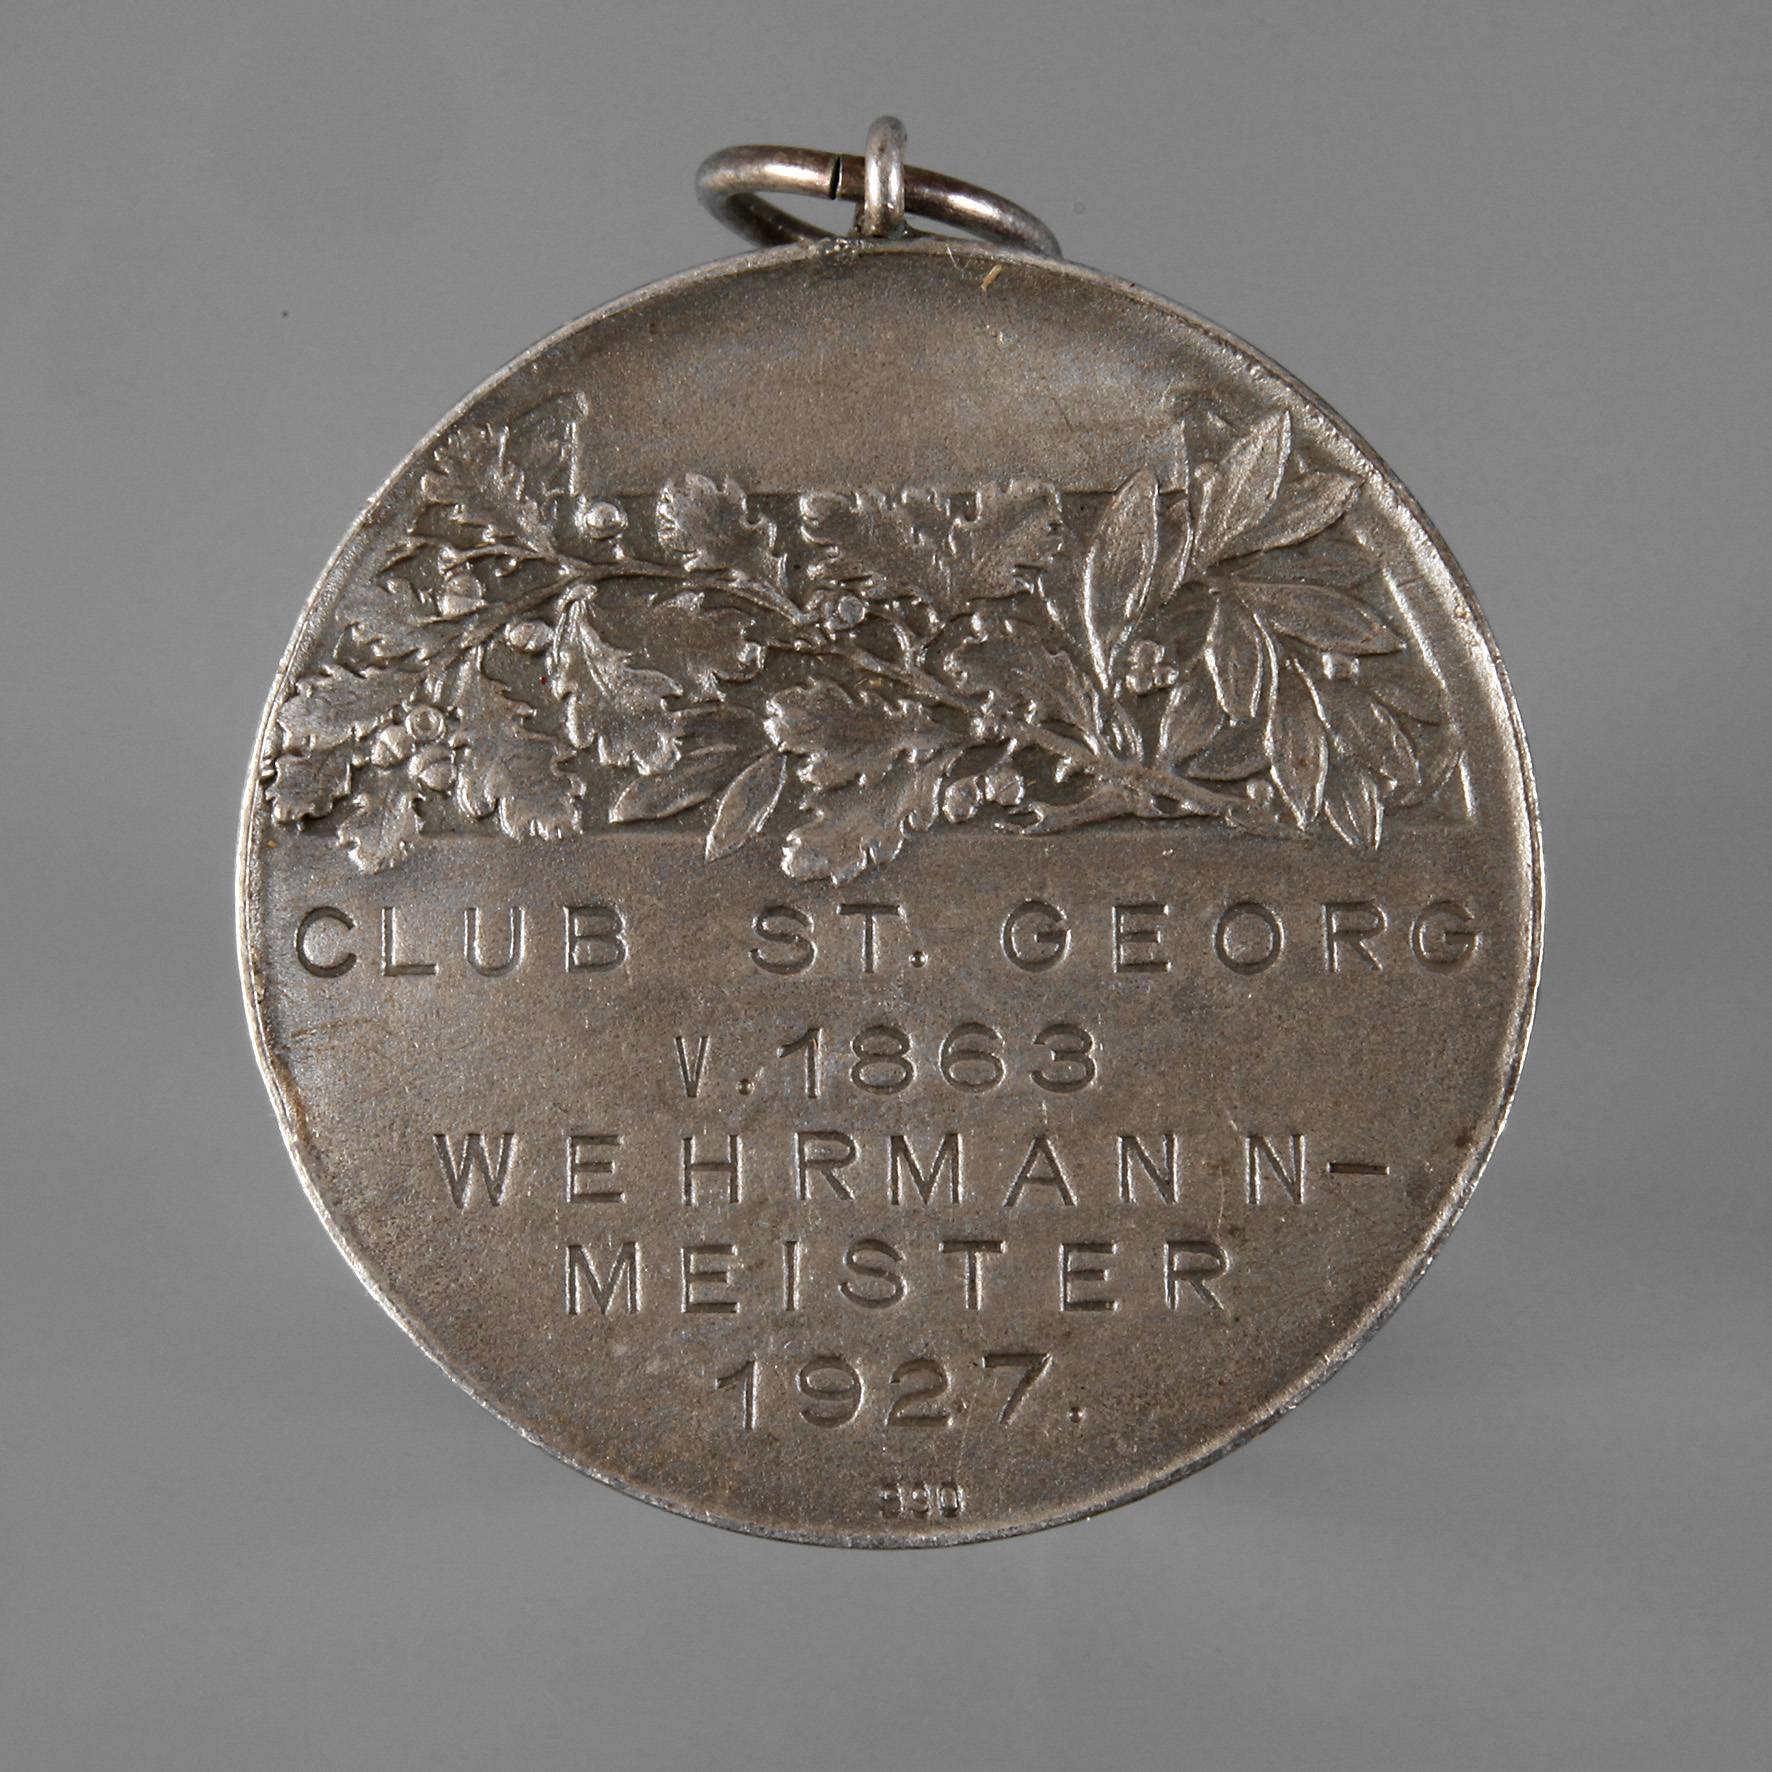 CLUB ST. GEORG
V. 1863
WEHRMANN-
MEISTER
1927.
990